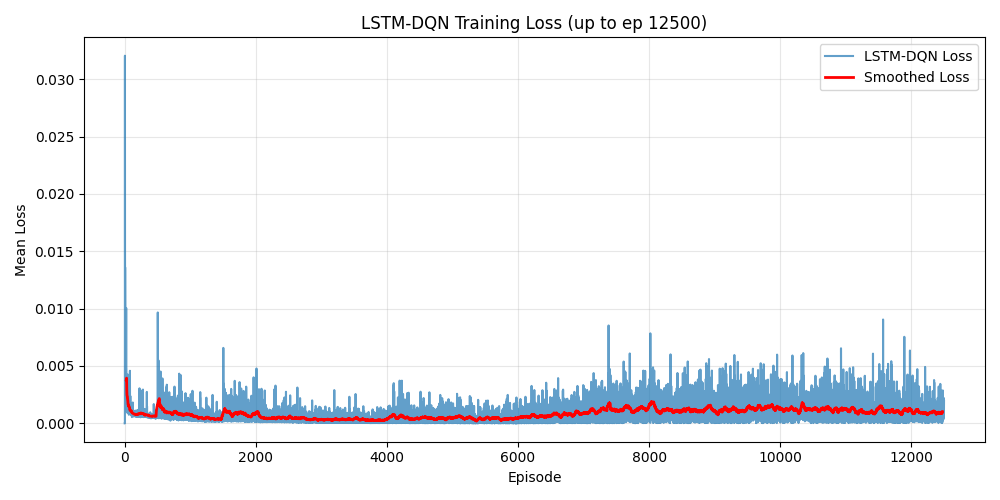 LSTM-DQN Training Loss (up to ep 12500)
LSTM-DQN Loss
Smoothed Loss
Mean Loss
0.030
0.025
0.020
0.015
0.010
0.005
0.000
0 2000 4000 6000 8000 10000 12000
Episode